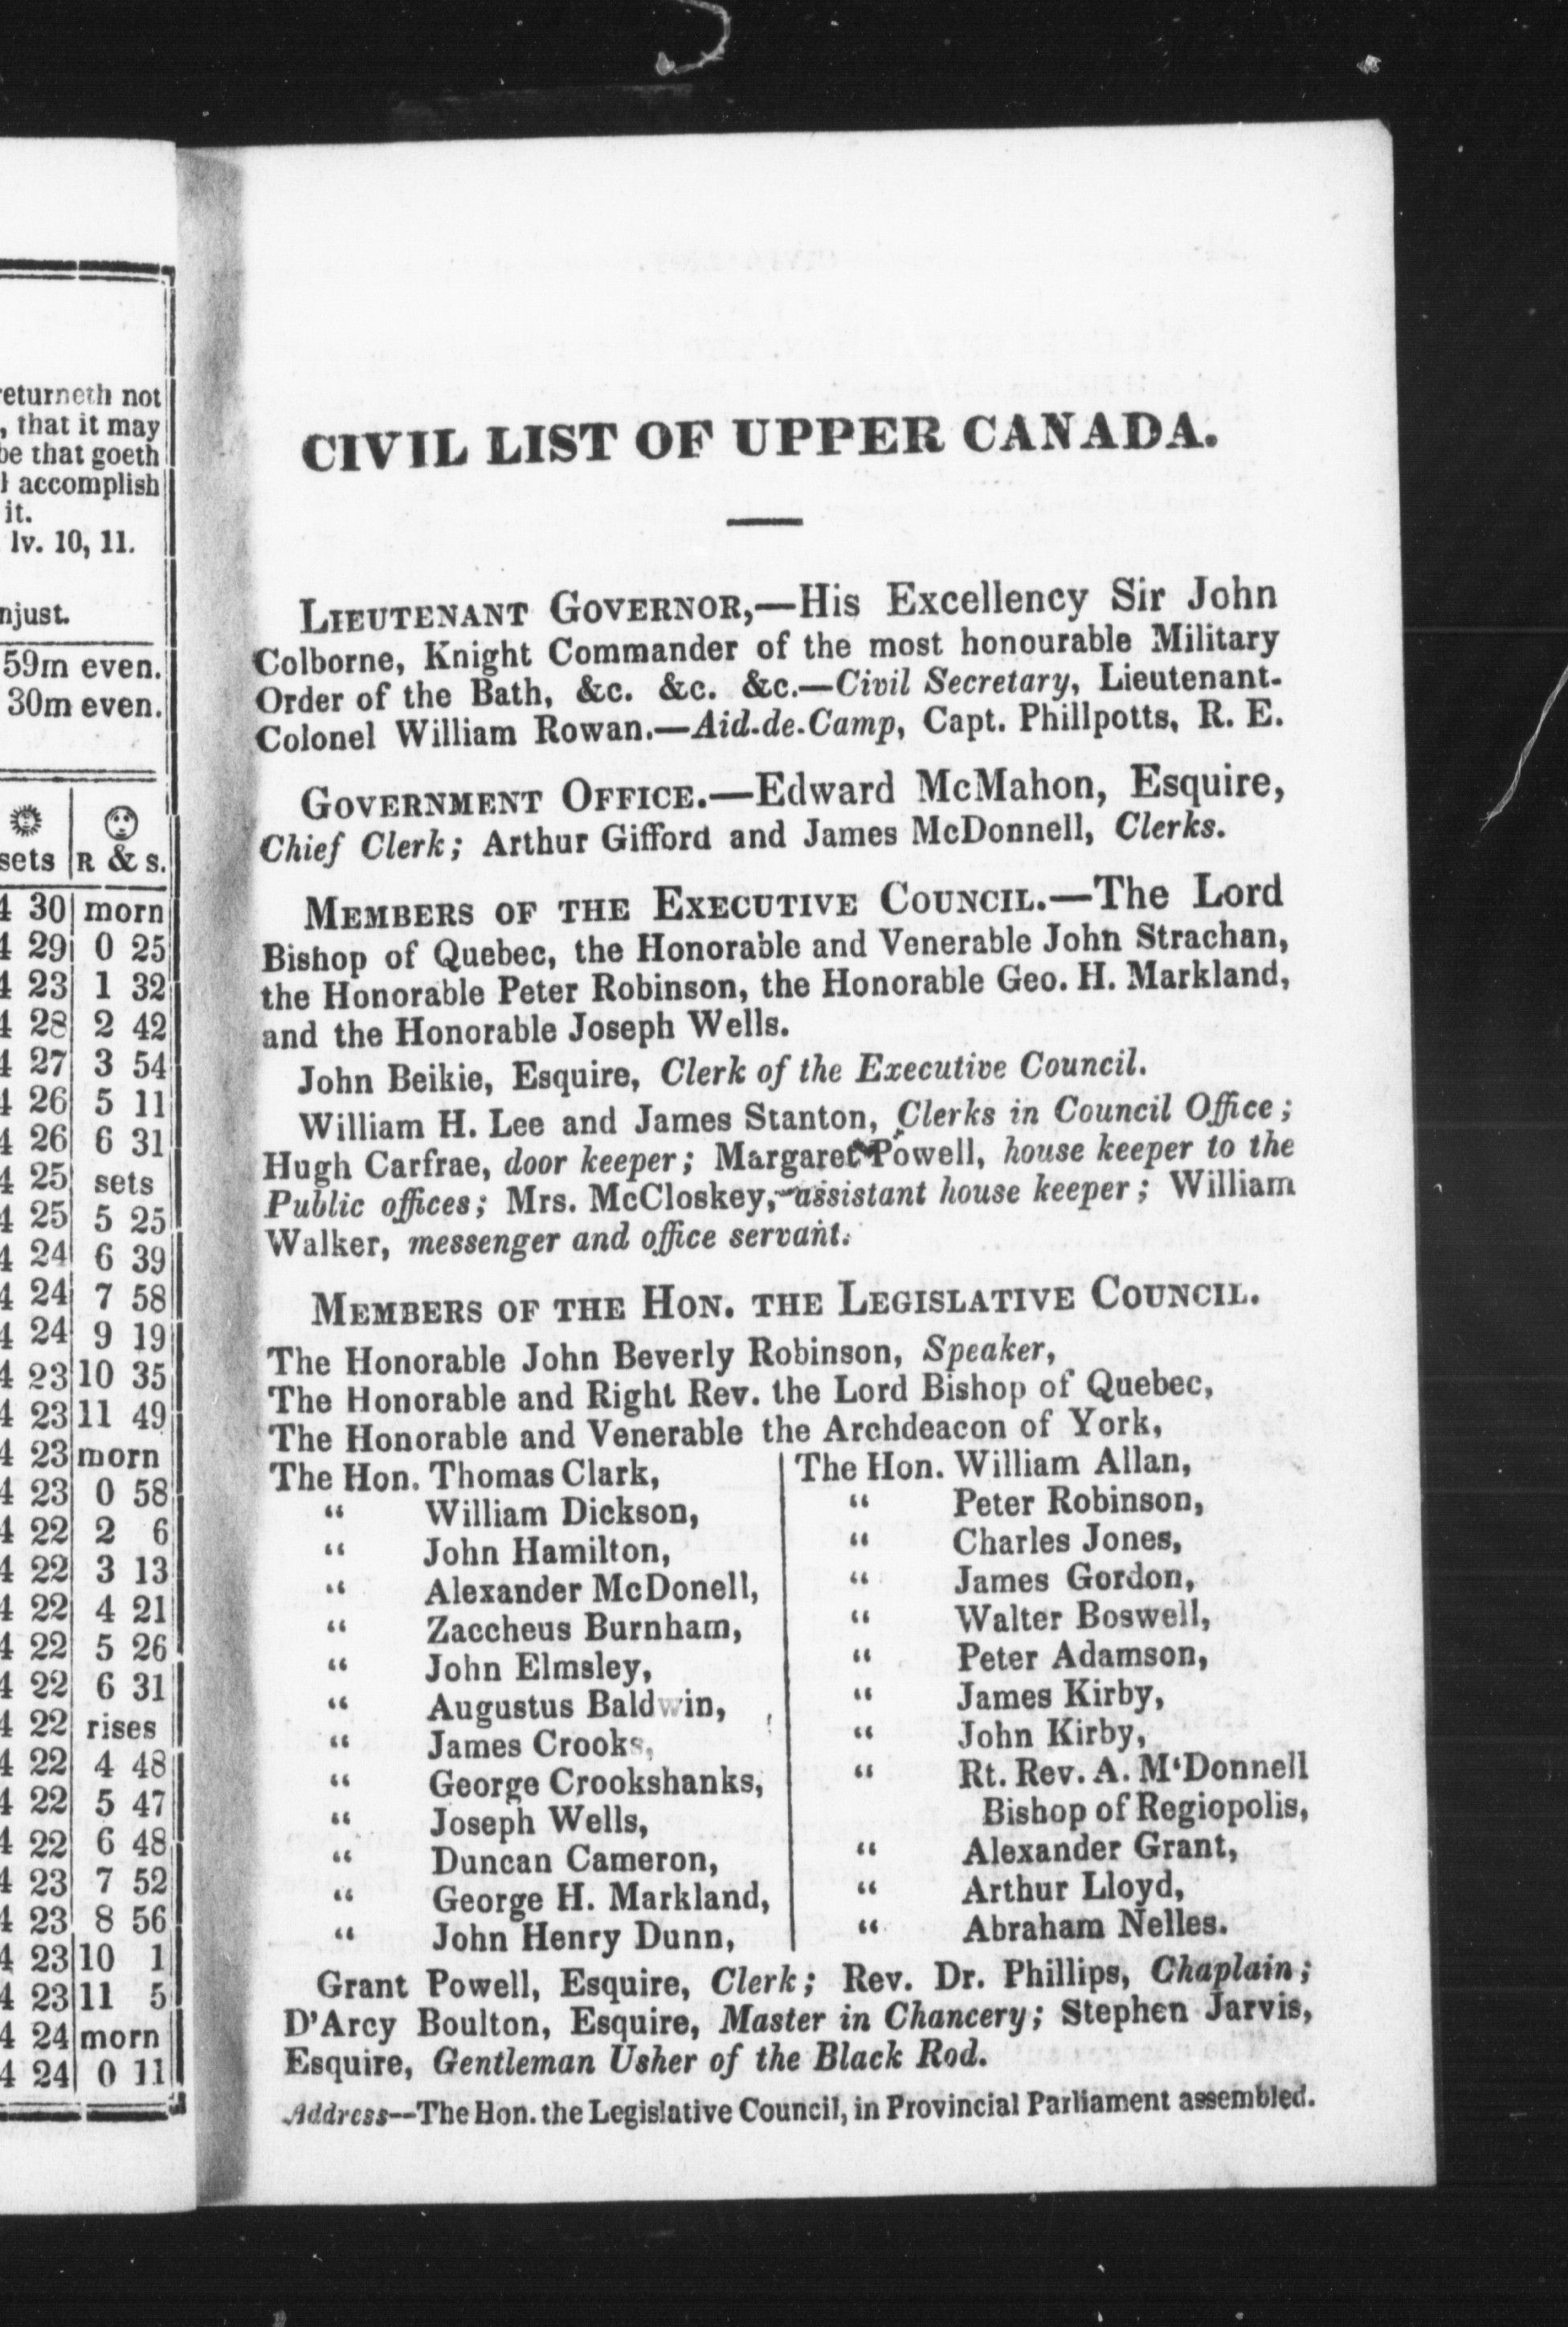 eturneth not
, that it may
be that goeth
accomplish
it.
lv. 10, 11.
njust.
59m even.
30m even.
sets | R & s.
4 30 | morn
4 29 | 0 25
4 23 | 1 32
4 28 | 2 42
4 27 | 3 54
4 26 | 5 11
4 26 | 6 31
4 25 | sets
4 25 | 5 25
4 24 | 6 39
4 24 | 7 58
4 24 | 9 19
4 23 | 10 35
4 23 | 11 49
4 23 | morn
4 23 | 0 58
4 22 | 2 6
4 22 | 3 13
4 22 | 4 21
4 22 | 5 26
4 22 | 6 31
4 22 | rises
4 22 | 4 48
4 22 | 5 47
4 22 | 6 48
4 23 | 7 52
4 23 | 8 56
4 23 | 10 1
4 23 | 11 5
4 24 | morn
4 24 | 0 11
CIVIL LIST OF UPPER CANADA.
LIEUTENANT GOVERNOR,—His Excellency Sir John
Colborne, Knight Commander of the most honourable Military
Order of the Bath, &c. &c. &c.—Civil Secretary, Lieutenant-
Colonel William Rowan.—Aid-de-Camp, Capt. Phillpotts, R. E.
GOVERNMENT OFFICE.—Edward McMahon, Esquire,
Chief Clerk; Arthur Gifford and James McDonnell, Clerks.
MEMBERS OF THE EXECUTIVE COUNCIL.—The Lord
Bishop of Quebec, the Honorable and Venerable John Strachan,
the Honorable Peter Robinson, the Honorable Geo. H. Markland,
and the Honorable Joseph Wells.
John Beikie, Esquire, Clerk of the Executive Council.
William H. Lee and James Stanton, Clerks in Council Office;
Hugh Carfrae, door keeper; Margaret Powell, house keeper to the
Public offices; Mrs. McCloskey, assistant house keeper; William
Walker, messenger and office servant.
MEMBERS OF THE HON. THE LEGISLATIVE COUNCIL.
The Honorable John Beverly Robinson, Speaker,
The Honorable and Right Rev. the Lord Bishop of Quebec,
The Honorable and Venerable the Archdeacon of York,
The Hon. Thomas Clark,
“ William Dickson,
“ John Hamilton,
“ Alexander McDonell,
“ Zaccheus Burnham,
“ John Elmsley,
“ Augustus Baldwin,
“ James Crooks,
“ George Crookshanks,
“ Joseph Wells,
“ Duncan Cameron,
“ George H. Markland,
“ John Henry Dunn,
The Hon. William Allan,
“ Peter Robinson,
“ Charles Jones,
“ James Gordon,
“ Walter Boswell,
“ Peter Adamson,
“ James Kirby,
“ John Kirby,
“ Rt. Rev. A. M‘Donnell
Bishop of Regiopolis,
“ Alexander Grant,
“ Arthur Lloyd,
“ Abraham Nelles.
Grant Powell, Esquire, Clerk; Rev. Dr. Phillips, Chaplain;
D'Arcy Boulton, Esquire, Master in Chancery; Stephen Jarvis,
Esquire, Gentleman Usher of the Black Rod.
Address—The Hon. the Legislative Council, in Provincial Parliament assembled.